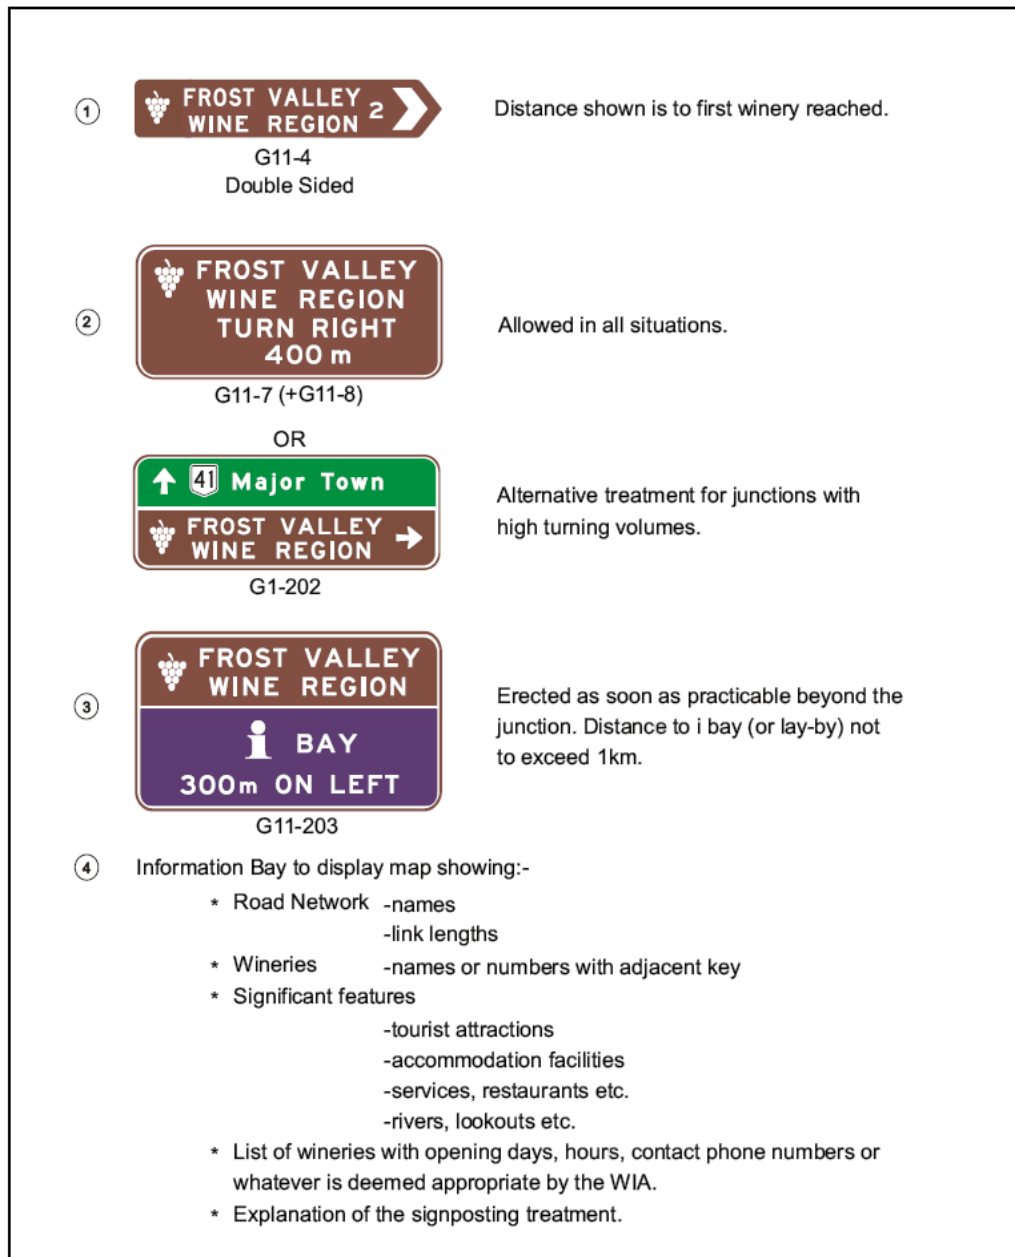 1
FROST VALLEY
WINE REGION 2
Distance shown is to first winery reached.
G11-4
Double Sided
2
FROST VALLEY
WINE REGION
TURN RIGHT
400 m
Allowed in all situations.
G11-7 (+G11-8)
OR
41 Major Town
FROST VALLEY
WINE REGION
Alternative treatment for junctions with
high turning volumes.
G1-202
3
FROST VALLEY
WINE REGION
i BAY
300m ON LEFT
Erected as soon as practicable beyond the
junction. Distance to i bay (or lay-by) not
to exceed 1km.
G11-203
4 Information Bay to display map showing:-
* Road Network -names
-link lengths
* Wineries -names or numbers with adjacent key
* Significant features
-tourist attractions
-accommodation facilities
-services, restaurants etc.
-rivers, lookouts etc.
* List of wineries with opening days, hours, contact phone numbers or
whatever is deemed appropriate by the WIA.
* Explanation of the signposting treatment.